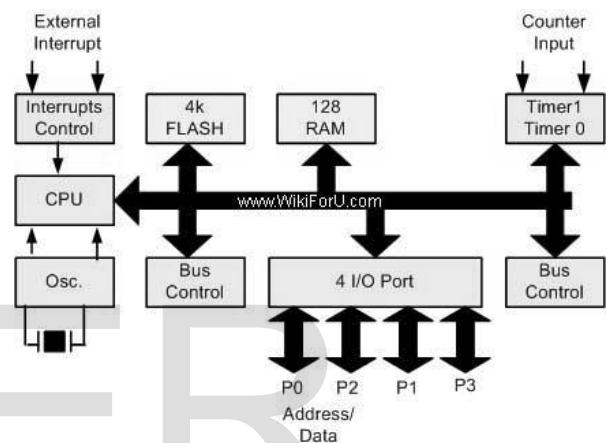 External
Interrupt
Counter
Input
Interrupts
Control
4k
FLASH
128
RAM
Timer1
Timer 0
CPU
www.WikiForU.com
Osc.
Bus
Control
4 I/O Port
Bus
Control
P0
P2
P1
P3
Address/
Data
ER